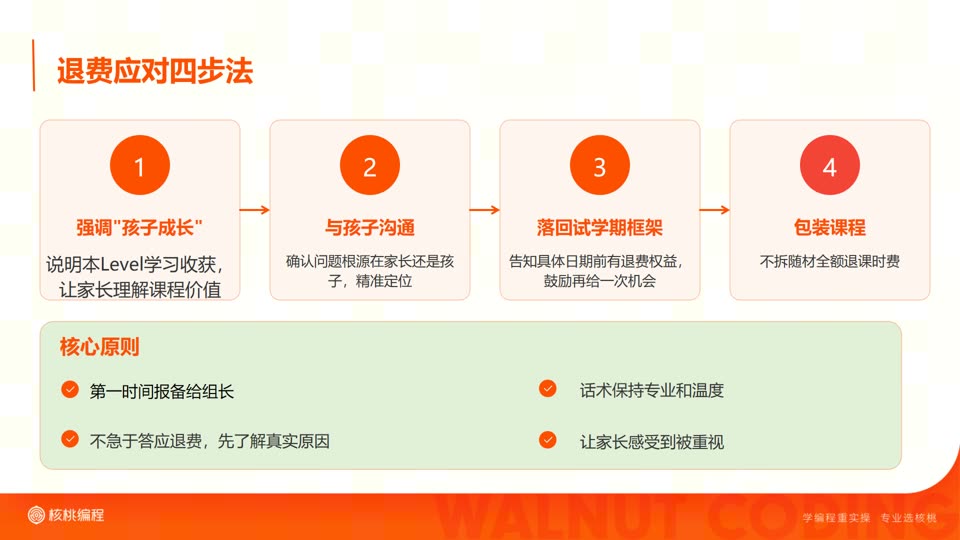 退费应对四步法
1
2
3
4
强调"孩子成长"
与孩子沟通
落回试学期框架
包装课程
说明本Level学习收获，
让家长理解课程价值
确认问题根源在家长还是孩
子，精准定位
告知具体日期前有退费权益，
鼓励再给一次机会
不拆随材全额退课时费
核心原则
第一时间报备给组长
话术保持专业和温度
不急于答应退费，先了解真实原因
让家长感受到被重视
核桃编程
WALNUT CODING
学编程重实操 专业选核桃